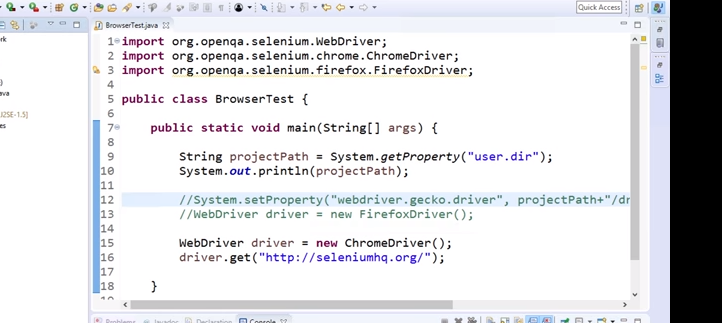 Quick Access
rk
BrowserTest.java
1 import org.openqa.selenium.WebDriver;
2 import org.openqa.selenium.chrome.ChromeDriver;
3 import org.openqa.selenium.firefox.FirefoxDriver;
4
5 public class BrowserTest {
6
7 public static void main(String[] args) {
8
9 String projectPath = System.getProperty("user.dir");
10 System.out.println(projectPath);
11
12 //System.setProperty("webdriver.gecko.driver", projectPath+"/dr
13 //WebDriver driver = new FirefoxDriver();
14
15 WebDriver driver = new ChromeDriver();
16 driver.get("http://seleniumhq.org/");
17
18 }
)
ava
J2SE-1.5]
es
Problems Javadoc Declaration Console